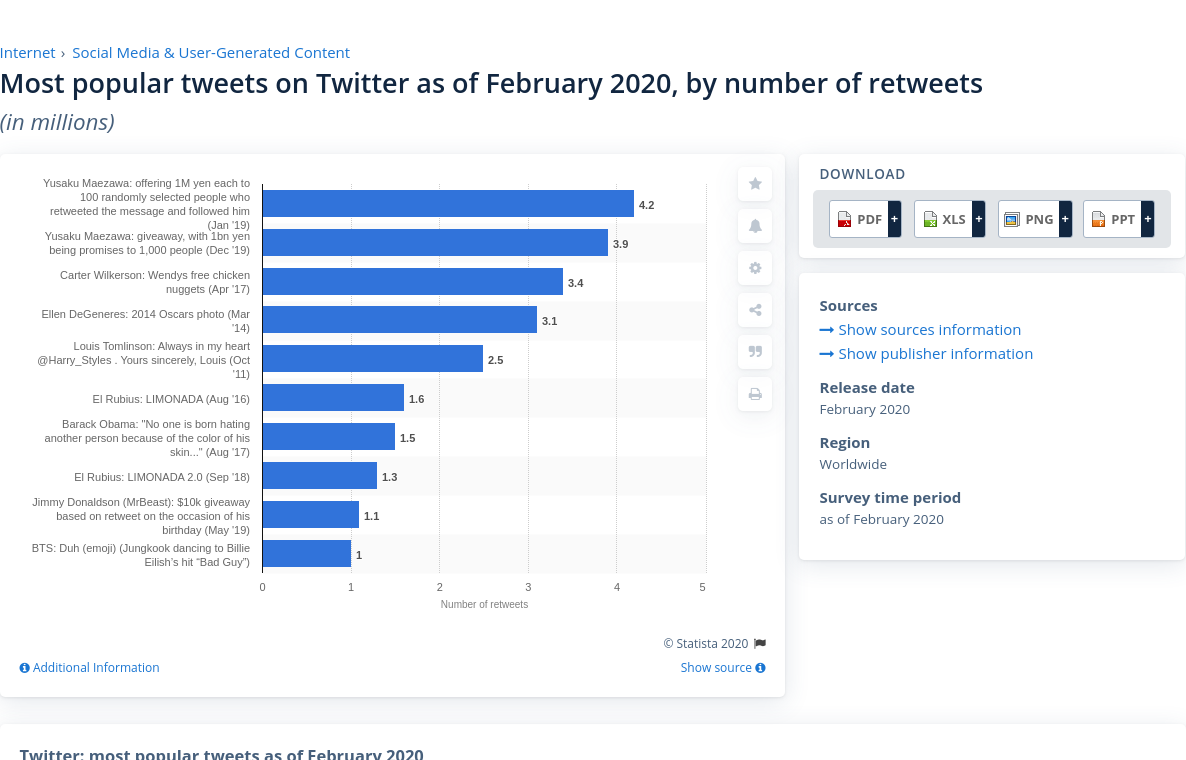 Internet › Social Media & User-Generated Content
Most popular tweets on Twitter as of February 2020, by number of retweets
(in millions)
Yusaku Maezawa: offering 1M yen each to
100 randomly selected people who
retweeted the message and followed him
(Jan '19)
4.2
Yusaku Maezawa: giveaway, with 1bn yen
being promises to 1,000 people (Dec '19)
3.9
Carter Wilkerson: Wendys free chicken
nuggets (Apr '17)
3.4
Ellen DeGeneres: 2014 Oscars photo (Mar
'14)
3.1
Louis Tomlinson: Always in my heart
@Harry_Styles . Yours sincerely, Louis (Oct
'11)
2.5
El Rubius: LIMONADA (Aug '16)
1.6
Barack Obama: "No one is born hating
another person because of the color of his
skin..." (Aug '17)
1.5
El Rubius: LIMONADA 2.0 (Sep '18)
1.3
Jimmy Donaldson (MrBeast): $10k giveaway
based on retweet on the occasion of his
birthday (May '19)
1.1
BTS: Duh (emoji) (Jungkook dancing to Billie
Eilish’s hit “Bad Guy”)
1
0 1 2 3 4 5
Number of retweets
© Statista 2020
Additional Information
Show source
DOWNLOAD
PDF + XLS + PNG + PPT +
Sources
Show sources information
Show publisher information
Release date
February 2020
Region
Worldwide
Survey time period
as of February 2020
Twitter: most popular tweets as of February 2020